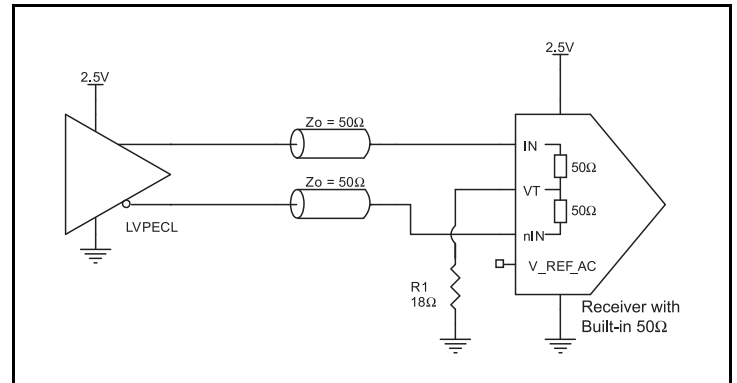 2.5V
2.5V
Zo = 50Ω
IN
50Ω
Zo = 50Ω
VT
50Ω
LVPECL
nIN
V_REF_AC
R1
18Ω
Receiver with
Built-in 50Ω